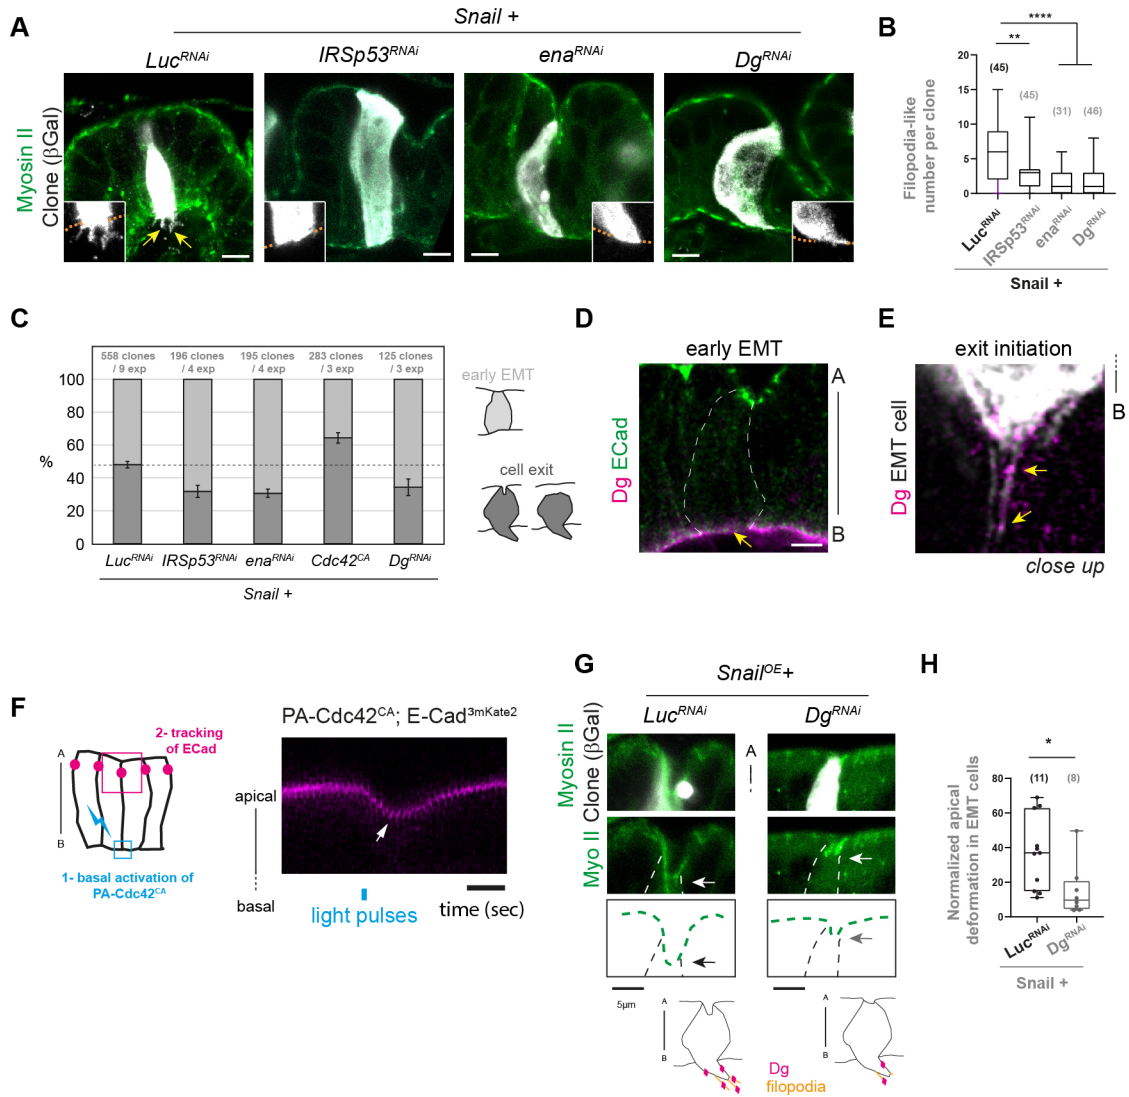 A
Snail +
Luc^RNAi
IRSp53^RNAi
ena^RNAi
Dg^RNAi
Myosin II
Clone (βGal)
B
****
**
20
15
10
5
0
(45)
(45)
(31)
(46)
Filopodia-like
number per clone
Luc^RNAi
IRSp53^RNAi
ena^RNAi
Dg^RNAi
Snail +
C
558 clones
/ 9 exp
196 clones
/ 4 exp
195 clones
/ 4 exp
283 clones
/ 3 exp
125 clones
/ 3 exp
100
80
60
40
20
0
%
Luc^RNAi
IRSp53^RNAi
ena^RNAi
Cdc42^CA
Dg^RNAi
Snail +
early EMT
cell exit
D
early EMT
Dg ECad
A
B
E
exit initiation
Dg EMT cell
B
close up
F
2- tracking
of ECad
A
B
1- basal activation of
PA-Cdc42^CA
PA-Cdc42^CA; E-Cad^3mKate2
apical
basal
light pulses
time (sec)
G
Snail^OE+
Luc^RNAi
Dg^RNAi
Myosin II
Clone (βGal)
Myo II
A
5μm
A
B
Dg
filopodia
A
B
H
*
(11)
(8)
80
60
40
20
0
Normalized apical
deformation in EMT cells
Luc^RNAi
Dg^RNAi
Snail +